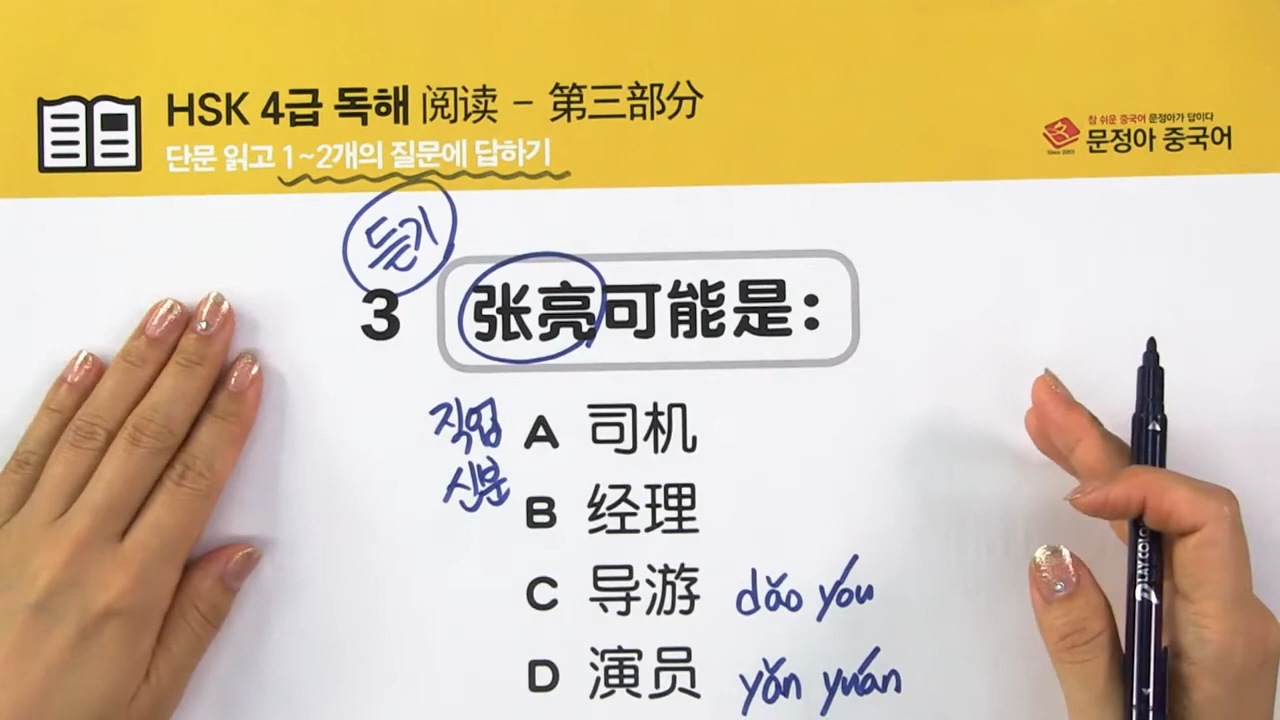 HSK 4급 독해 阅读 - 第三部分
단문 읽고 1~2개의 질문에 답하기
참 쉬운 중국어 문정아가 답이다
문정아 중국어
Since 2003
듣기
3 张亮可能是:
직업
신분
A 司机
B 经理
C 导游 dǎo yóu
D 演员 yǎn yuán
PLAYCOLOR